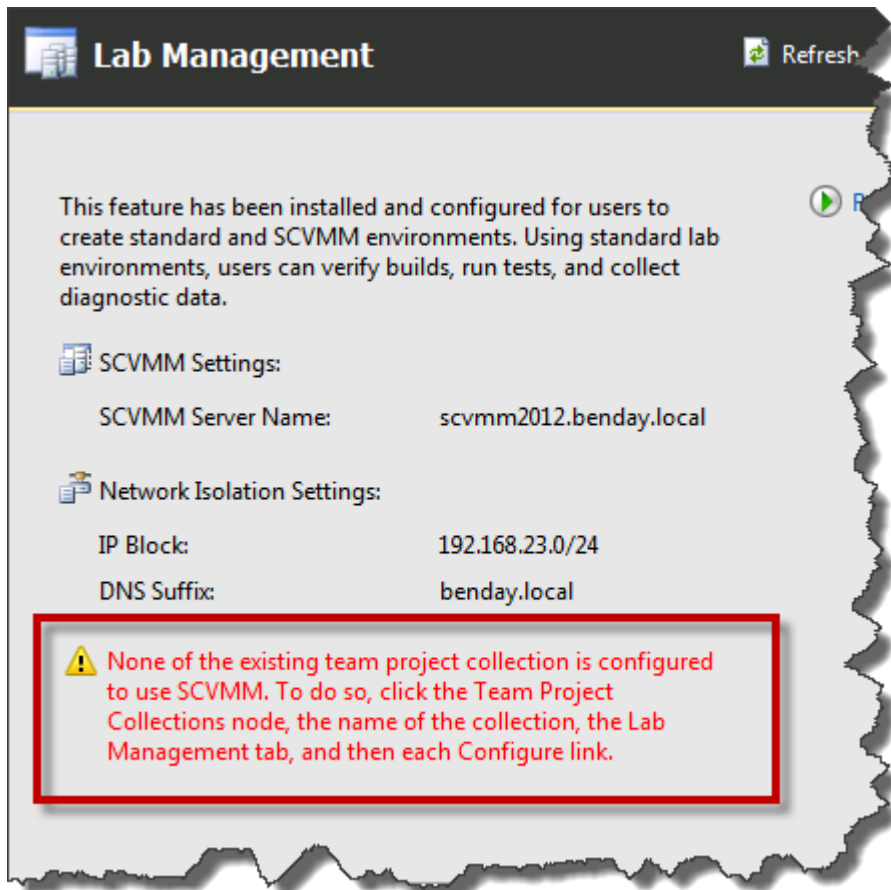 Lab Management
Refresh
This feature has been installed and configured for users to
create standard and SCVMM environments. Using standard lab
environments, users can verify builds, run tests, and collect
diagnostic data.
SCVMM Settings:
SCVMM Server Name: scvmm2012.benday.local
Network Isolation Settings:
IP Block: 192.168.23.0/24
DNS Suffix: benday.local
None of the existing team project collection is configured
to use SCVMM. To do so, click the Team Project
Collections node, the name of the collection, the Lab
Management tab, and then each Configure link.